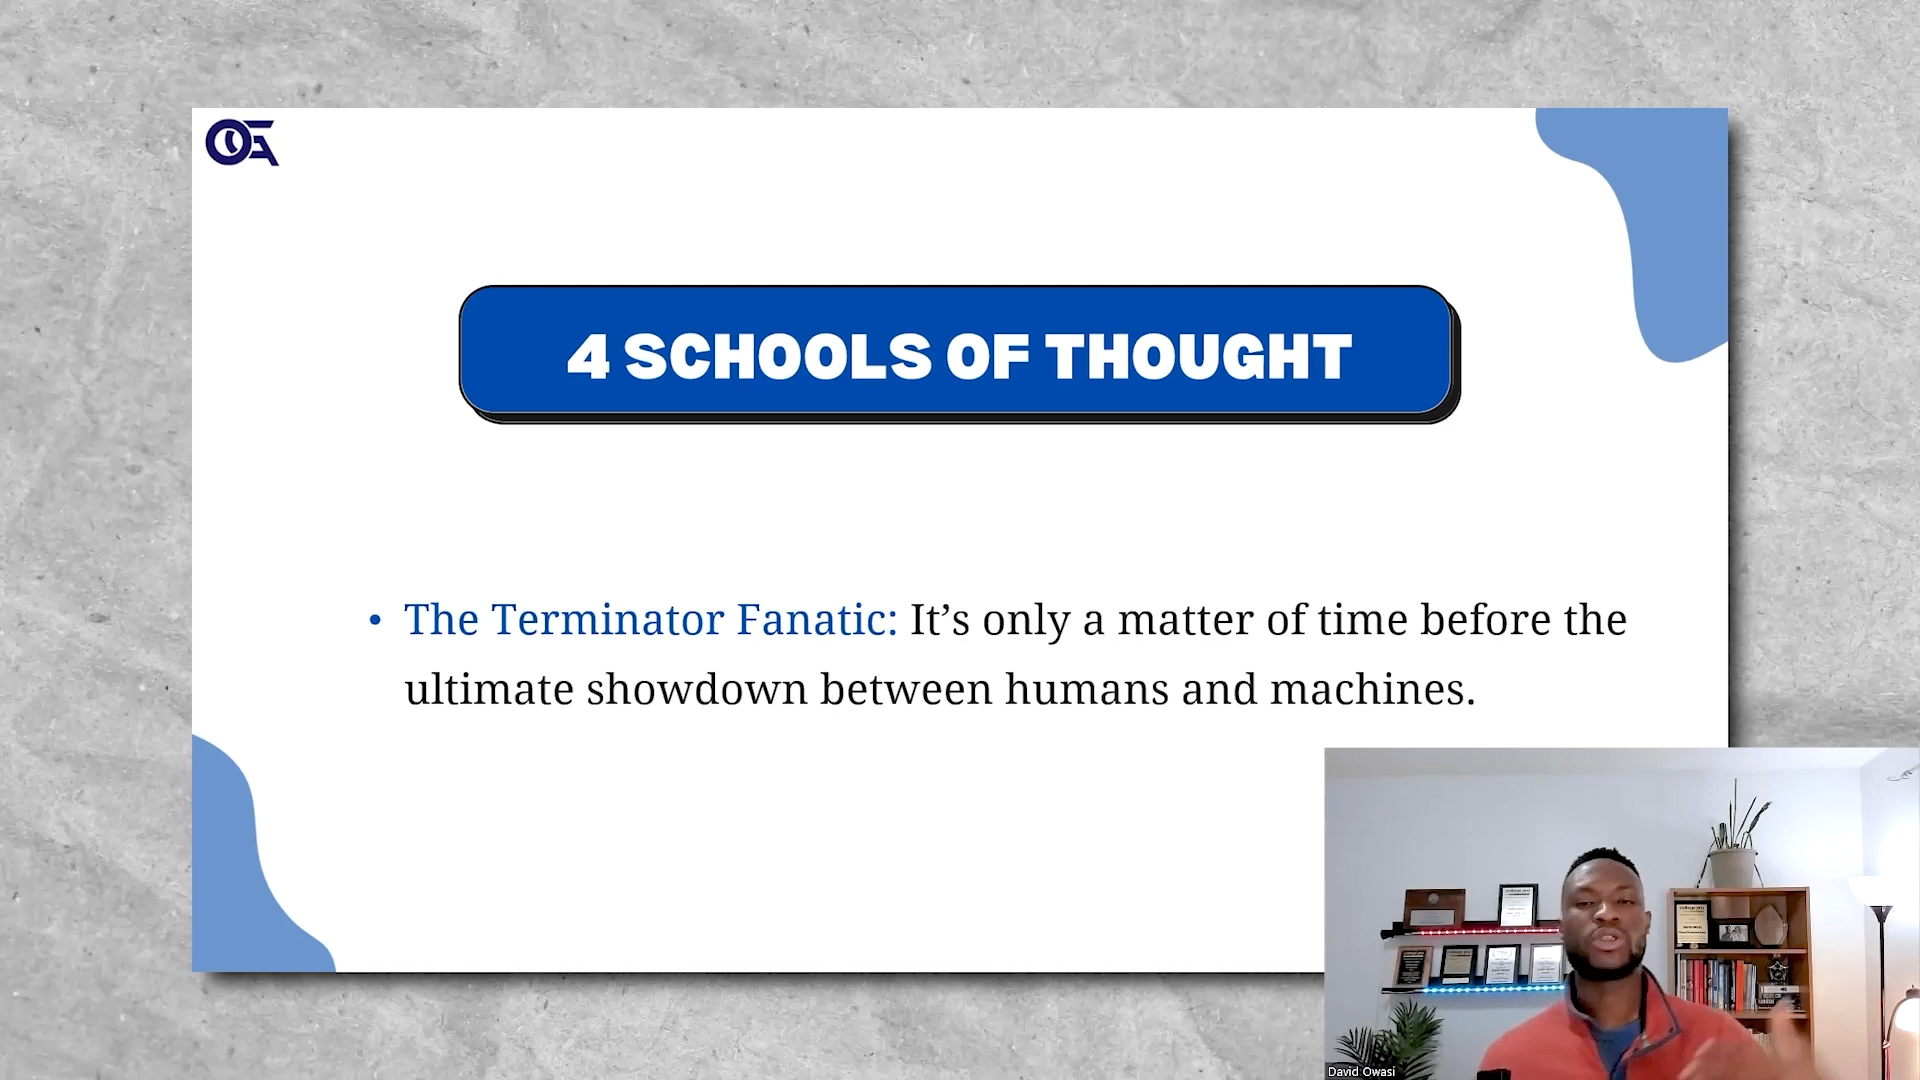 4 SCHOOLS OF THOUGHT
• The Terminator Fanatic: It’s only a matter of time before the
ultimate showdown between humans and machines.
David Owasi